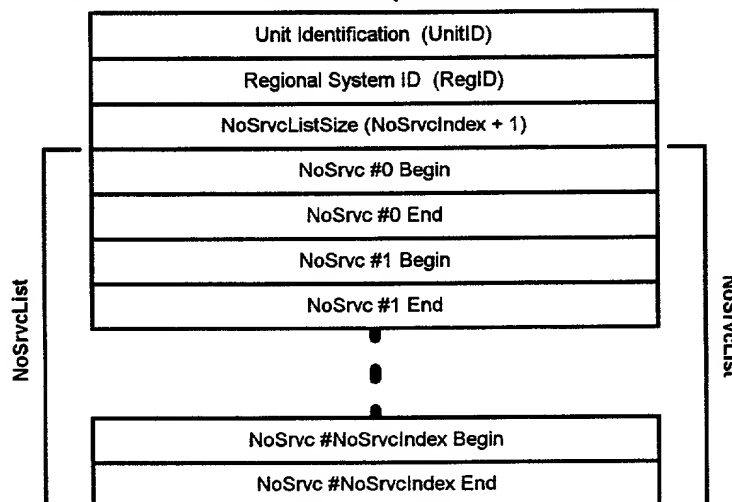 Unit Identification (UnitID)
Regional System ID (RegID)
NoSrvcListSize (NoSrvcIndex + 1)
NoSrvc #0 Begin
NoSrvc #0 End
NoSrvc #1 Begin
NoSrvc #1 End
NoSrvcList
NoSrvcList
NoSrvc #NoSrvcIndex Begin
NoSrvc #NoSrvcIndex End